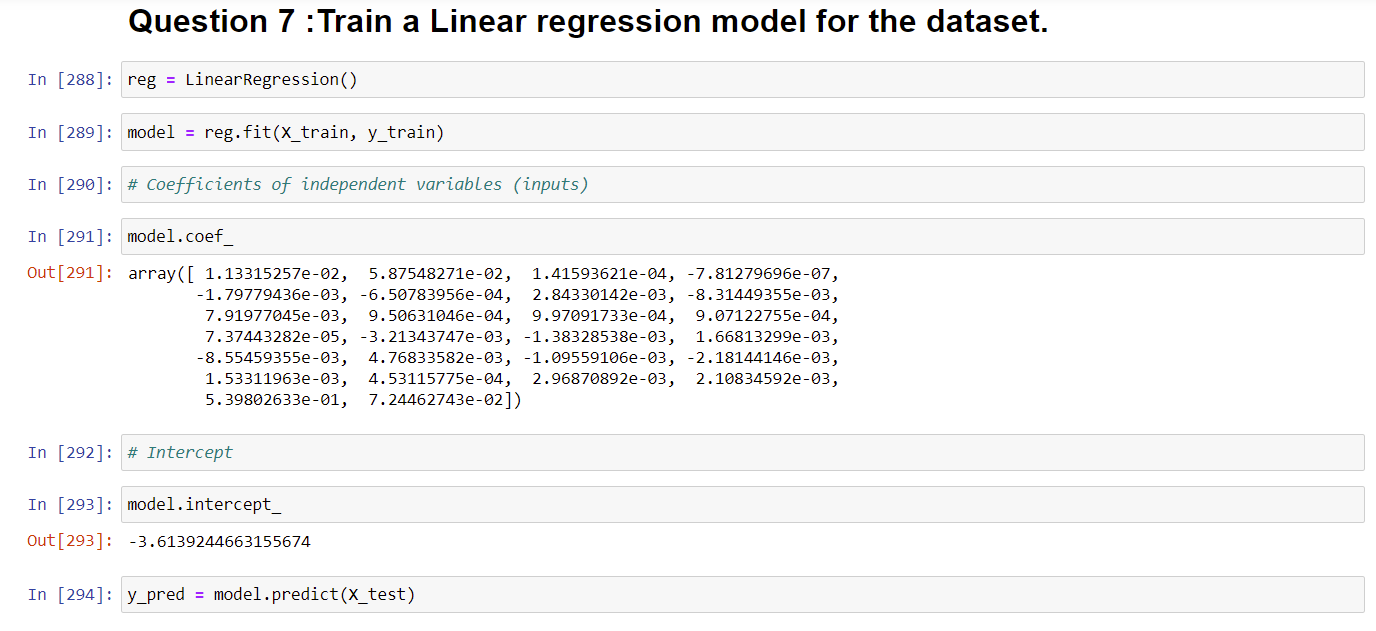 Question 7 :Train a Linear regression model for the dataset.
In [288]: reg = LinearRegression()
In [289]: model = reg.fit(X_train, y_train)
In [290]: # Coefficients of independent variables (inputs)
In [291]: model.coef_
Out[291]: array([ 1.13315257e-02,  5.87548271e-02,  1.41593621e-04, -7.81279696e-07,
-1.79779436e-03, -6.50783956e-04,  2.84330142e-03, -8.31449355e-03,
7.91977045e-03,  9.50631046e-04,  9.97091733e-04,  9.07122755e-04,
7.37443282e-05, -3.21343747e-03, -1.38328538e-03,  1.66813299e-03,
-8.55459355e-03,  4.76833582e-03, -1.09559106e-03, -2.18144146e-03,
1.53311963e-03,  4.53115775e-04,  2.96870892e-03,  2.10834592e-03,
5.39802633e-01,  7.24462743e-02])
In [292]: # Intercept
In [293]: model.intercept_
Out[293]: -3.6139244663155674
In [294]: y_pred = model.predict(X_test)